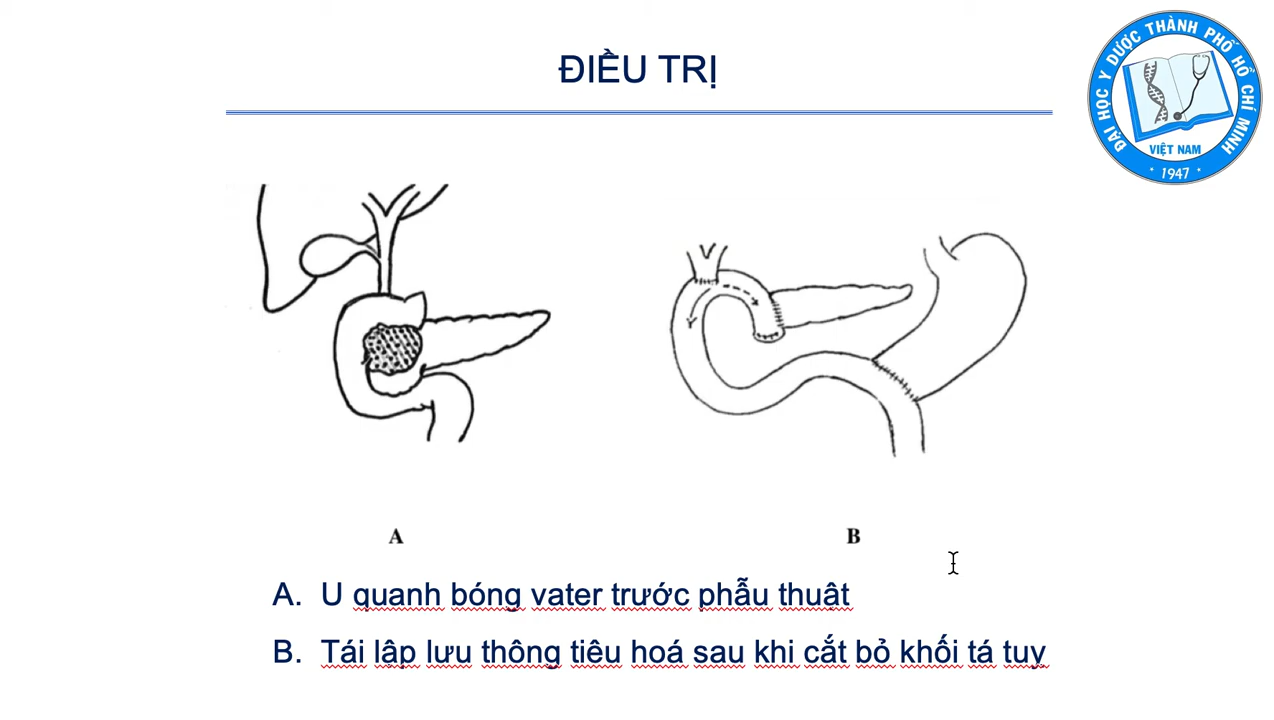 ĐIỀU TRỊ
ĐẠI HỌC Y DƯỢC THÀNH PHỐ HỒ CHÍ MINH
VIỆT NAM
1947
A
B
A. U quanh bóng vater trước phẫu thuật
B. Tái lập lưu thông tiêu hoá sau khi cắt bỏ khối tá tuỵ